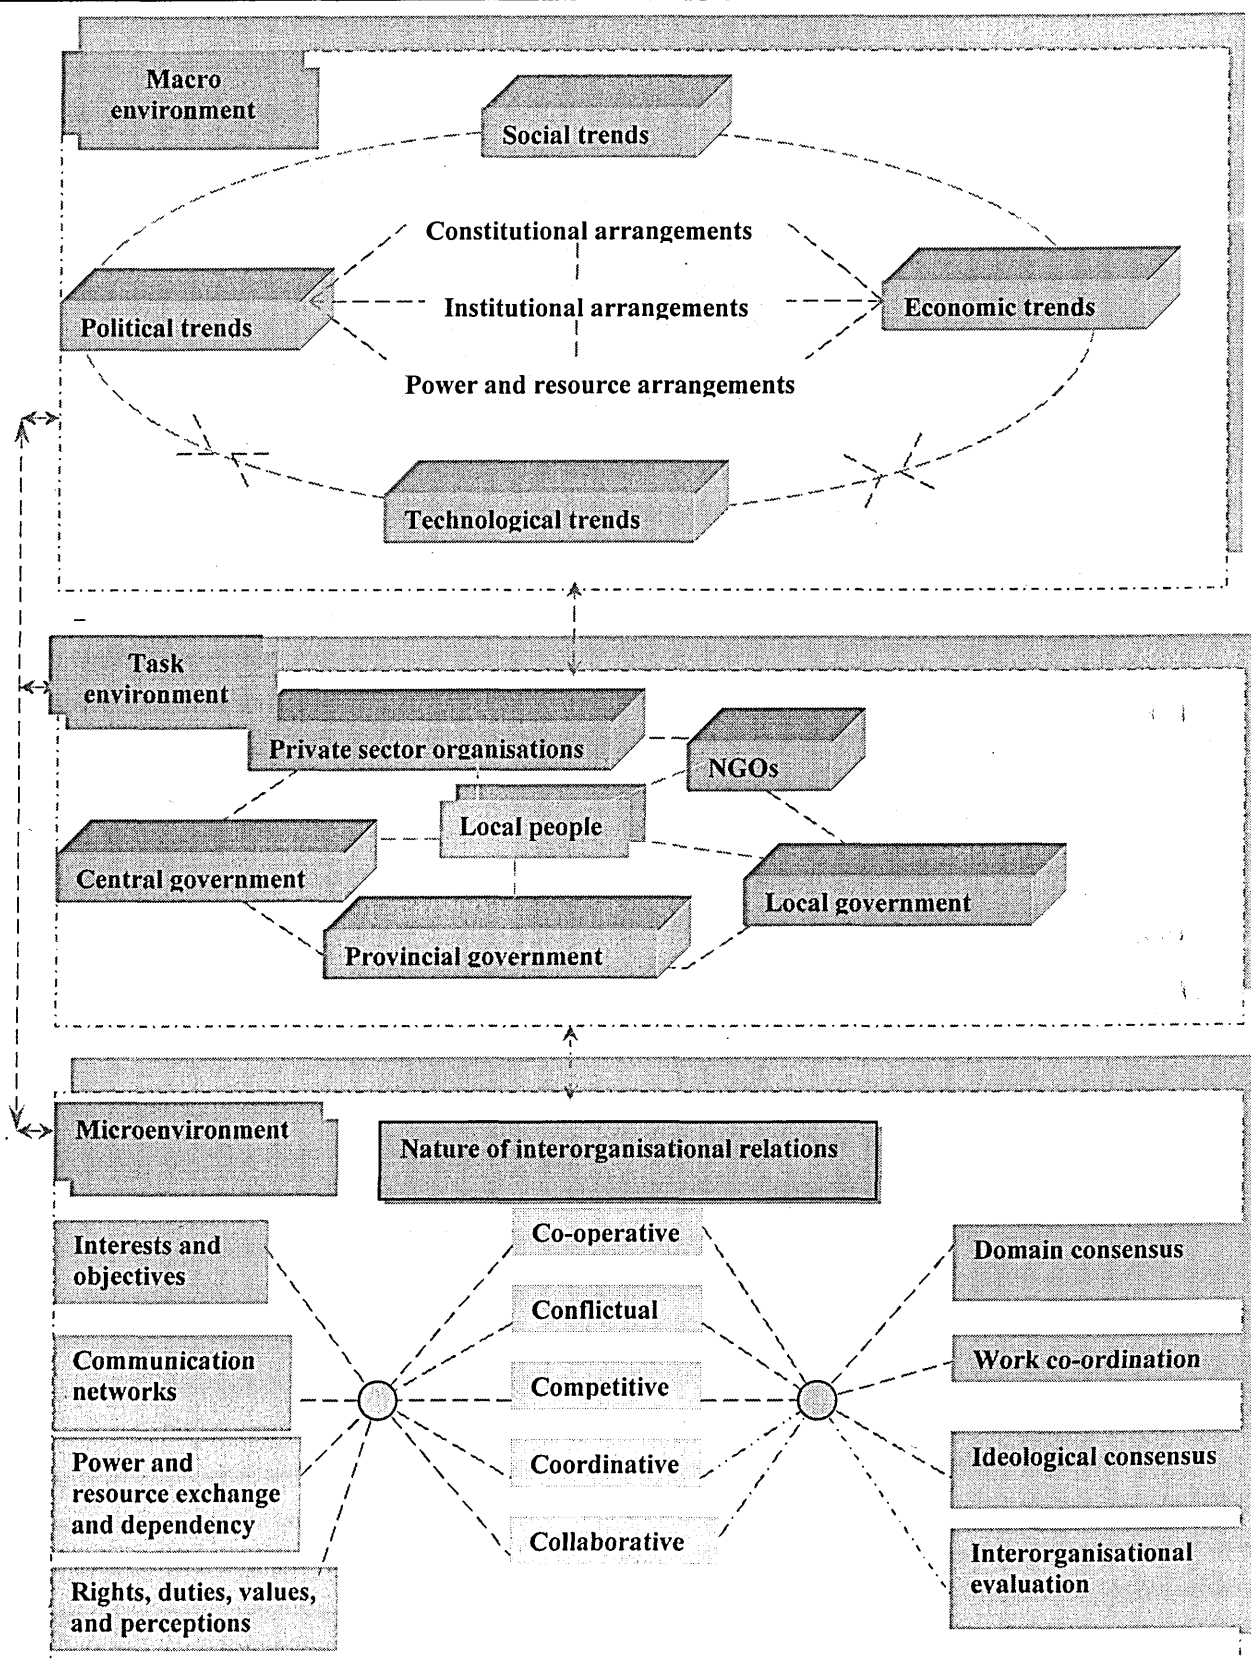 Macro
environment
Social trends
Constitutional arrangements
Political trends
Institutional arrangements
Economic trends
Power and resource arrangements
Technological trends
Task
environment
Private sector organisations
NGOs
Local people
Central government
Local government
Provincial government
Microenvironment
Nature of interorganisational relations
Interests and
objectives
Communication
networks
Power and
resource exchange
and dependency
Rights, duties, values,
and perceptions
Co-operative
Conflictual
Competitive
Coordinative
Collaborative
Domain consensus
Work co-ordination
Ideological consensus
Interorganisational
evaluation